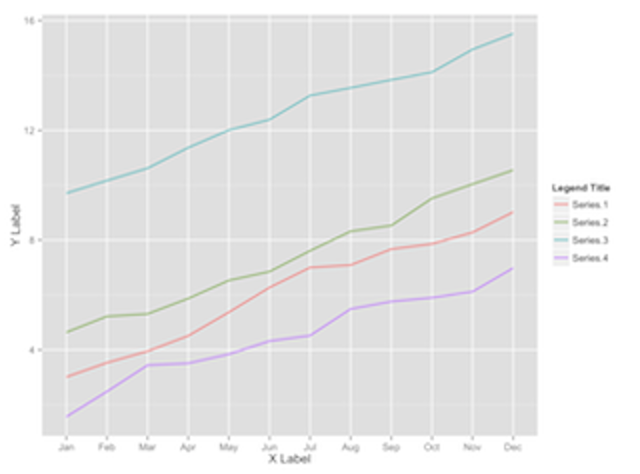 16
12
8
4
Y Label
Jan Feb Mar Apr May Jun Jul Aug Sep Oct Nov Dec
X Label
Legend Title
Series.1
Series.2
Series.3
Series.4